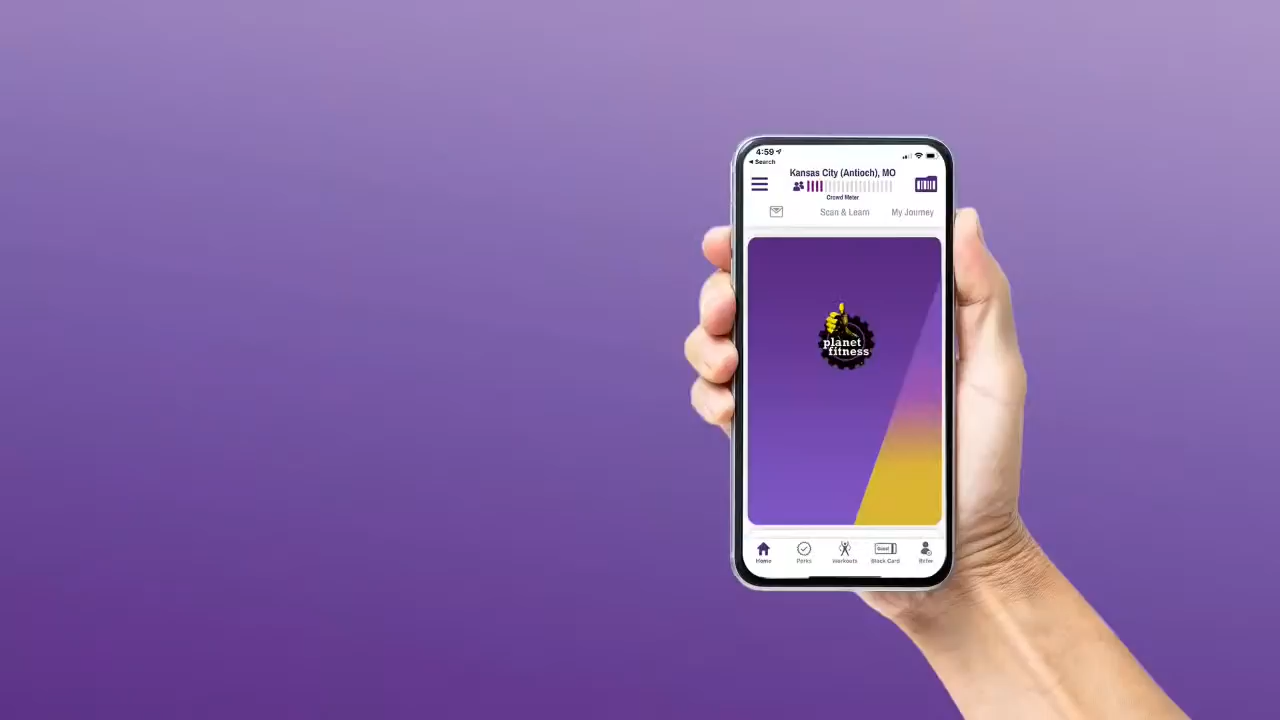 4:59
Search
Kansas City (Antioch), MO
Crowd Meter
Scan & Learn
My Journey
planet
fitness
Home
Perks
Workouts
Black Card